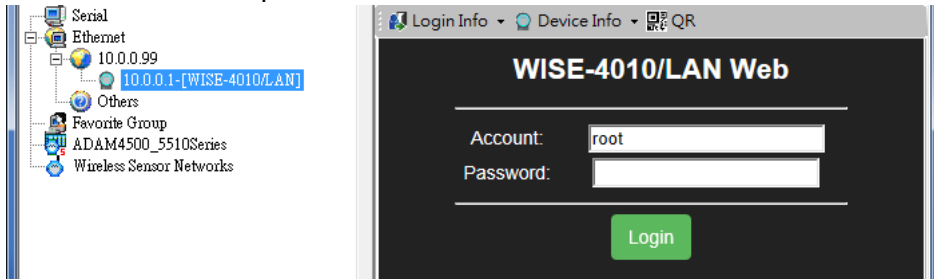 Serial
Ethernet
10.0.0.99
10.0.0.1-[WISE-4010/LAN]
Others
Favorite Group
ADAM4500_5510Series
Wireless Sensor Networks
Login Info Device Info QR
WISE-4010/LAN Web
Account: root
Password:
Login